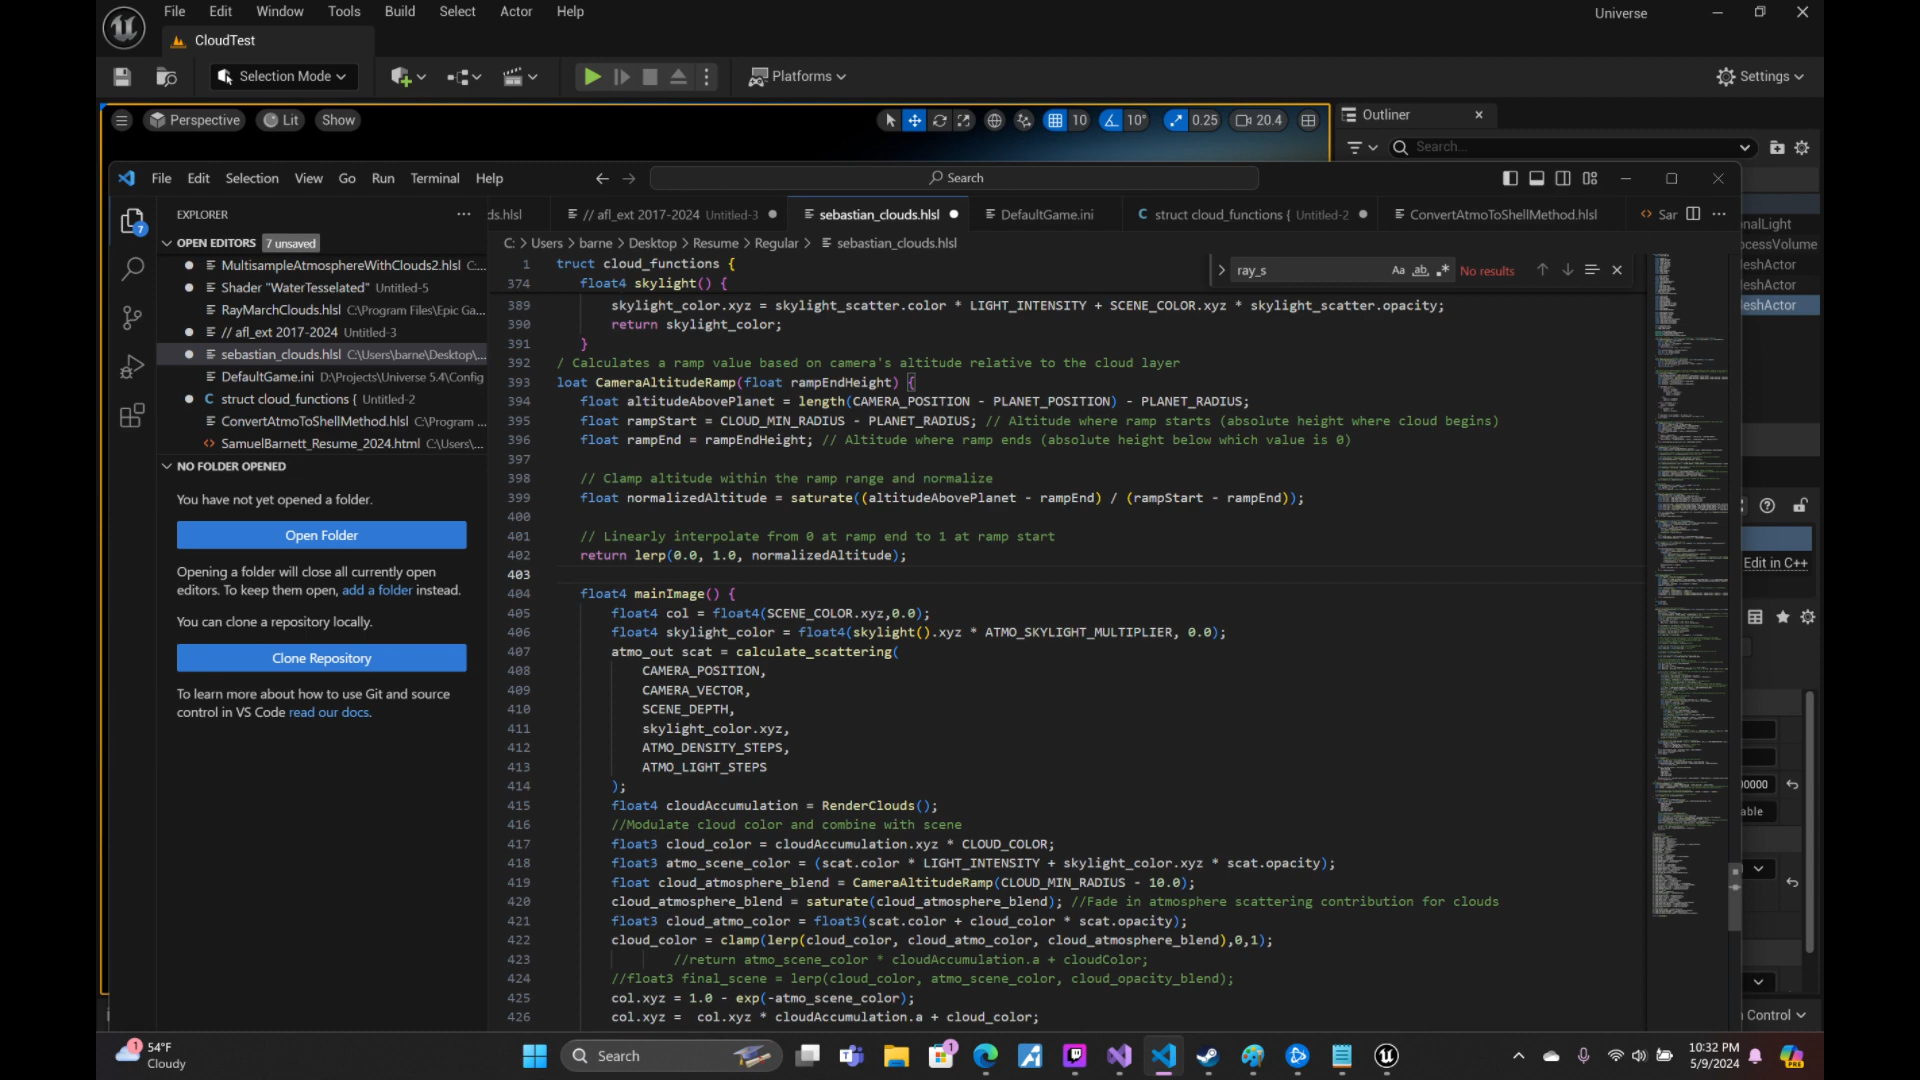 File Edit Window Tools Build Select Actor Help
Universe
CloudTest
Selection Mode
Platforms
Settings
Perspective Lit Show
10 10° 0.25 20.4
Outliner
Search...
File Edit Selection View Go Run Terminal Help
Search
EXPLORER
ds.hlsl
// afl_ext 2017-2024 Untitled-3
sebastian_clouds.hlsl
DefaultGame.ini
C struct cloud_functions { Untitled-2
ConvertAtmoToShellMethod.hlsl
Sar
7
OPEN EDITORS 7 unsaved
MultisampleAtmosphereWithClouds2.hlsl C:...
Shader "WaterTesselated" Untitled-5
RayMarchClouds.hlsl C:\Program Files\Epic Ga...
// afl_ext 2017-2024 Untitled-3
sebastian_clouds.hlsl C:\Users\barne\Desktop\...
DefaultGame.ini D:\Projects\Universe 5.4\Config
C struct cloud_functions { Untitled-2
ConvertAtmoToShellMethod.hlsl C:\Program ...
SamuelBarnett_Resume_2024.html C:\Users\...
NO FOLDER OPENED
You have not yet opened a folder.
Open Folder
Opening a folder will close all currently open
editors. To keep them open, add a folder instead.
You can clone a repository locally.
Clone Repository
To learn more about how to use Git and source
control in VS Code read our docs.
C: > Users > barne > Desktop > Resume > Regular > sebastian_clouds.hlsl
ray_s Aa ab No results
1 truct cloud_functions {
374 float4 skylight() {
389 skylight_color.xyz = skylight_scatter.color * LIGHT_INTENSITY + SCENE_COLOR.xyz * skylight_scatter.opacity;
390 return skylight_color;
391 }
392 / Calculates a ramp value based on camera's altitude relative to the cloud layer
393 loat CameraAltitudeRamp(float rampEndHeight) {
394 float altitudeAbovePlanet = length(CAMERA_POSITION - PLANET_POSITION) - PLANET_RADIUS;
395 float rampStart = CLOUD_MIN_RADIUS - PLANET_RADIUS; // Altitude where ramp starts (absolute height where cloud begins)
396 float rampEnd = rampEndHeight; // Altitude where ramp ends (absolute height below which value is 0)
397
398 // Clamp altitude within the ramp range and normalize
399 float normalizedAltitude = saturate((altitudeAbovePlanet - rampEnd) / (rampStart - rampEnd));
400
401 // Linearly interpolate from 0 at ramp end to 1 at ramp start
402 return lerp(0.0, 1.0, normalizedAltitude);
403
404 float4 mainImage() {
405 float4 col = float4(SCENE_COLOR.xyz,0.0);
406 float4 skylight_color = float4(skylight().xyz * ATMO_SKYLIGHT_MULTIPLIER, 0.0);
407 atmo_out scat = calculate_scattering(
408 CAMERA_POSITION,
409 CAMERA_VECTOR,
410 SCENE_DEPTH,
411 skylight_color.xyz,
412 ATMO_DENSITY_STEPS,
413 ATMO_LIGHT_STEPS
414 );
415 float4 cloudAccumulation = RenderClouds();
416 //Modulate cloud color and combine with scene
417 float3 cloud_color = cloudAccumulation.xyz * CLOUD_COLOR;
418 float3 atmo_scene_color = (scat.color * LIGHT_INTENSITY + skylight_color.xyz * scat.opacity);
419 float cloud_atmosphere_blend = CameraAltitudeRamp(CLOUD_MIN_RADIUS - 10.0);
420 cloud_atmosphere_blend = saturate(cloud_atmosphere_blend); //Fade in atmosphere scattering contribution for clouds
421 float3 cloud_atmo_color = float3(scat.color + cloud_color * scat.opacity);
422 cloud_color = clamp(lerp(cloud_color, cloud_atmo_color, cloud_atmosphere_blend),0,1);
423 //return atmo_scene_color * cloudAccumulation.a + cloudColor;
424 //float3 final_scene = lerp(cloud_color, atmo_scene_color, cloud_opacity_blend);
425 col.xyz = 1.0 - exp(-atmo_scene_color);
426 col.xyz = col.xyz * cloudAccumulation.a + cloud_color;
nalLight
ocessVolume
eshActor
eshActor
eshActor
Edit in C++
00000
able
n Control
1 54°F
Cloudy
Search
1
10:32 PM
5/9/2024
PRE